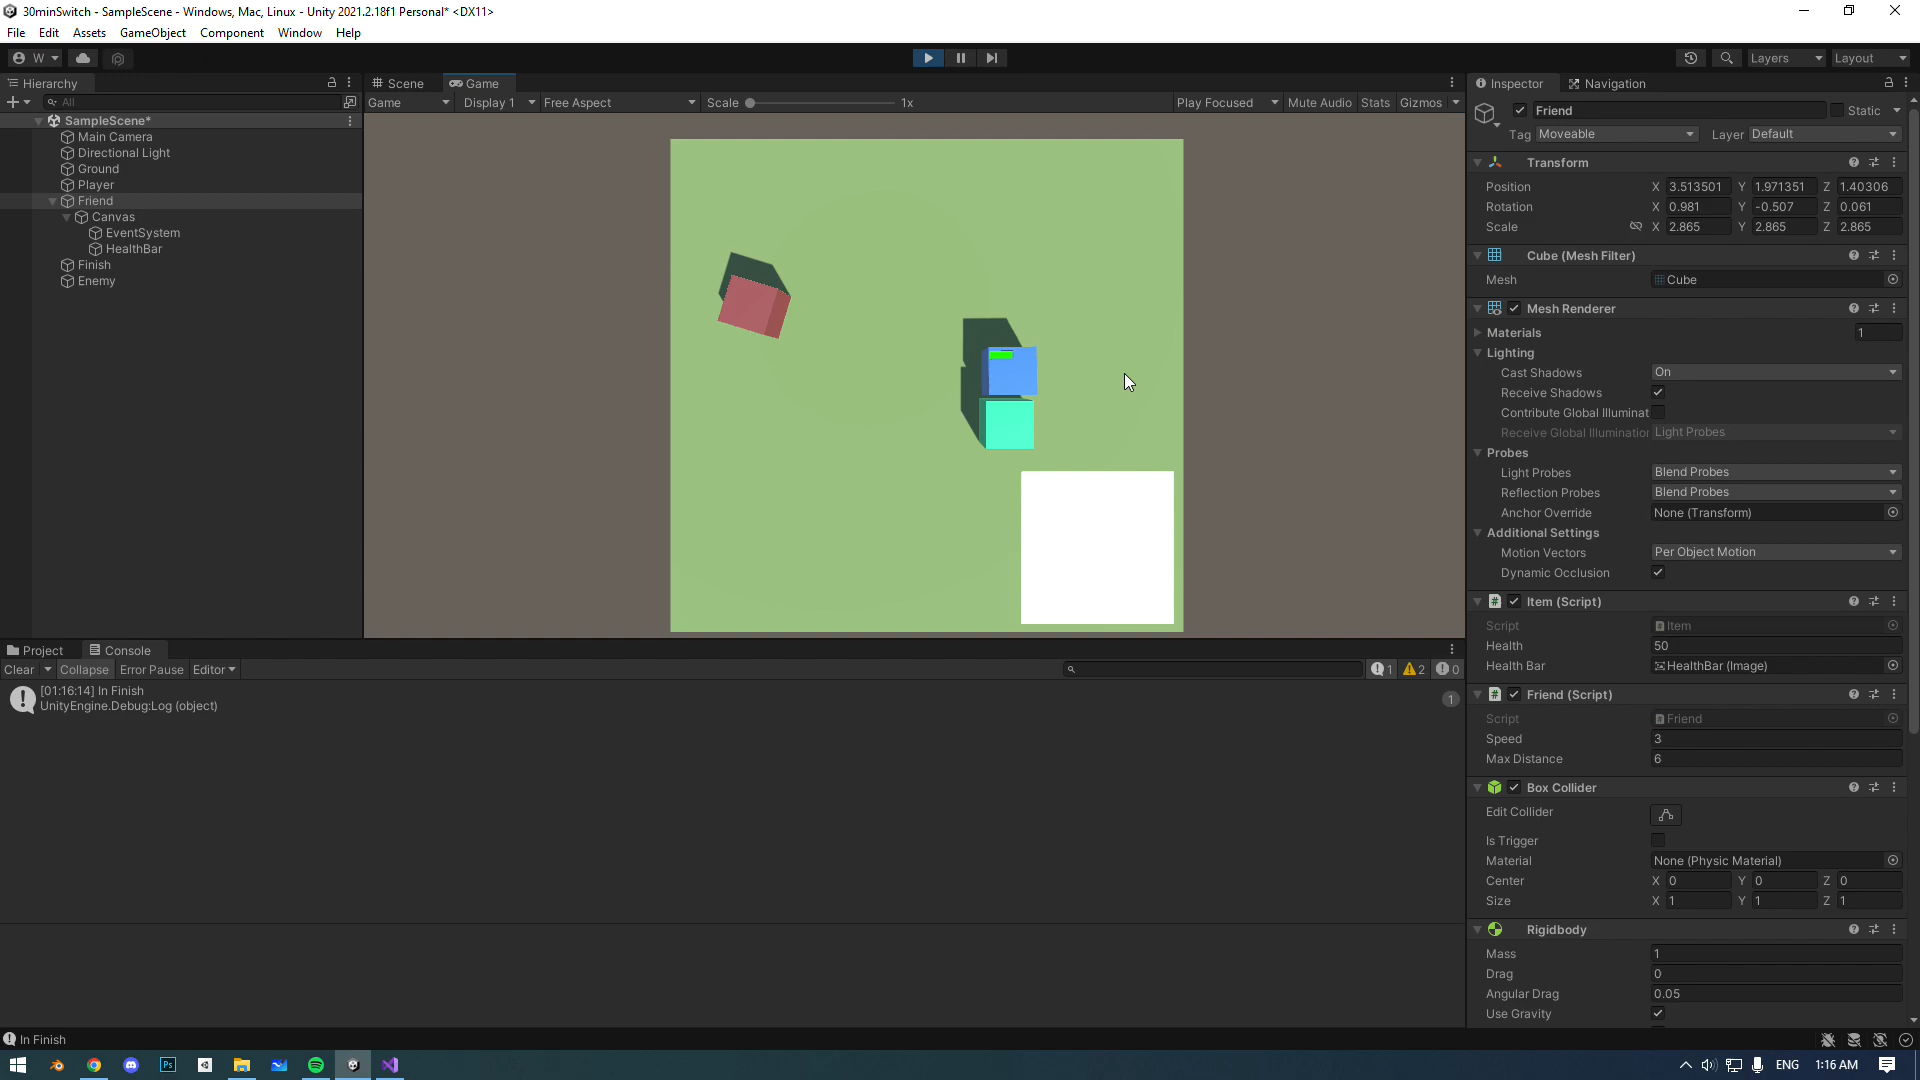 30minSwitch - SampleScene - Windows, Mac, Linux - Unity 2021.2.18f1 Personal* <DX11>
File Edit Assets GameObject Component Window Help
W Layers Layout
Hierarchy
All
SampleScene*
Main Camera
Directional Light
Ground
Player
Friend
Canvas
EventSystem
HealthBar
Finish
Enemy
Scene Game
Game Display 1 Free Aspect Scale 1x Play Focused Mute Audio Stats Gizmos
Project Console
Clear Collapse Error Pause Editor 1 2 0
[01:16:14] In Finish
UnityEngine.Debug:Log (object) 1
Inspector Navigation
Friend Static
Tag Moveable Layer Default
Transform
Position X 3.513501 Y 1.971351 Z 1.40306
Rotation X 0.981 Y -0.507 Z 0.061
Scale X 2.865 Y 2.865 Z 2.865
Cube (Mesh Filter)
Mesh Cube
Mesh Renderer
Materials 1
Lighting
Cast Shadows On
Receive Shadows
Contribute Global Illuminat
Receive Global Illumination Light Probes
Probes
Light Probes Blend Probes
Reflection Probes Blend Probes
Anchor Override None (Transform)
Additional Settings
Motion Vectors Per Object Motion
Dynamic Occlusion
Item (Script)
Script Item
Health 50
Health Bar HealthBar (Image)
Friend (Script)
Script Friend
Speed 3
Max Distance 6
Box Collider
Edit Collider
Is Trigger
Material None (Physic Material)
Center X 0 Y 0 Z 0
Size X 1 Y 1 Z 1
Rigidbody
Mass 1
Drag 0
Angular Drag 0.05
Use Gravity
In Finish
Ps ENG 1:16 AM